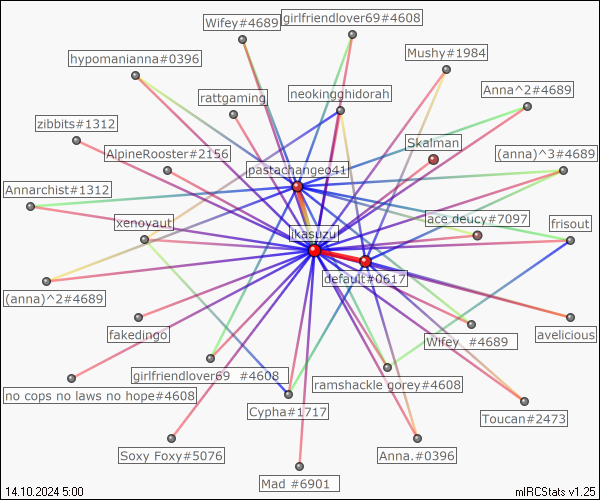 Wifey#4689
girlfriendlover69#4608
hypomanianna#0396
Mushy#1984
rattgaming
neokingghidorah
Anna^2#4689
zibbits#1312
AlpineRooster#2156
Skalman
(anna)^3#4689
pastachangeo41
Annarchist#1312
xenoyaut
ace deucy#7097
frisout
ikasuzu
default#0617
(anna)^2#4689
fakedingo
Wifey_#4689
avelicious
girlfriendlover69_#4608
ramshackle gorey#4608
no cops no laws no hope#4608
Cypha#1717
Toucan#2473
Soxy Foxy#5076
Anna.#0396
Mad_#6901
14.10.2024 5:00
mIRCStats v1.25